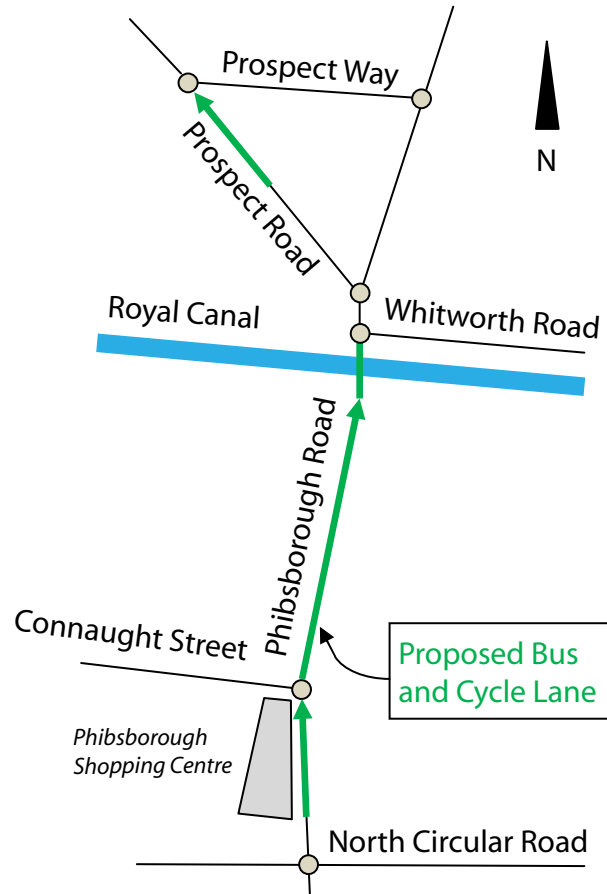 Prospect Way
N
Prospect Road
Royal Canal
Whitworth Road
Phibsborough Road
Connaught Street
Proposed Bus
and Cycle Lane
Phibsborough
Shopping Centre
North Circular Road